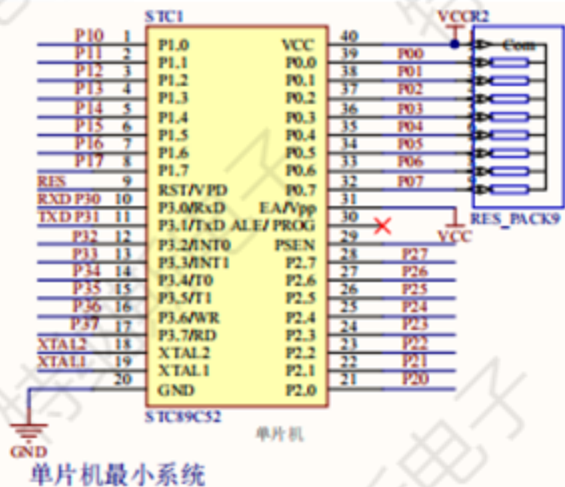 STC1
VCC R2
P10 1 P1.0 VCC 40 Com
P11 2 P1.1 P0.0 39 P00
P12 3 P1.2 P0.1 38 P01
P13 4 P1.3 P0.2 37 P02
P14 5 P1.4 P0.3 36 P03
P15 6 P1.5 P0.4 35 P04
P16 7 P1.6 P0.5 34 P05
P17 8 P1.7 P0.6 33 P06
RES 9 RST/VPD P0.7 32 P07
RXD P30 10 P3.0/RxD EA/Vpp 31
RES_PACK9
TXD P31 11 P3.1/TxD ALE/PROG 30
VCC
P32 12 P3.2/INT0 PSEN 29
P33 13 P3.3/INT1 P2.7 28 P27
P34 14 P3.4/T0 P2.6 27 P26
P35 15 P3.5/T1 P2.5 26 P25
P36 16 P3.6/WR P2.4 25 P24
P37 17 P3.7/RD P2.3 24 P23
XTAL2 18 XTAL2 P2.2 23 P22
XTAL1 19 XTAL1 P2.1 22 P21
20 GND P2.0 21 P20
STC89C52
单片机
GND
单片机最小系统